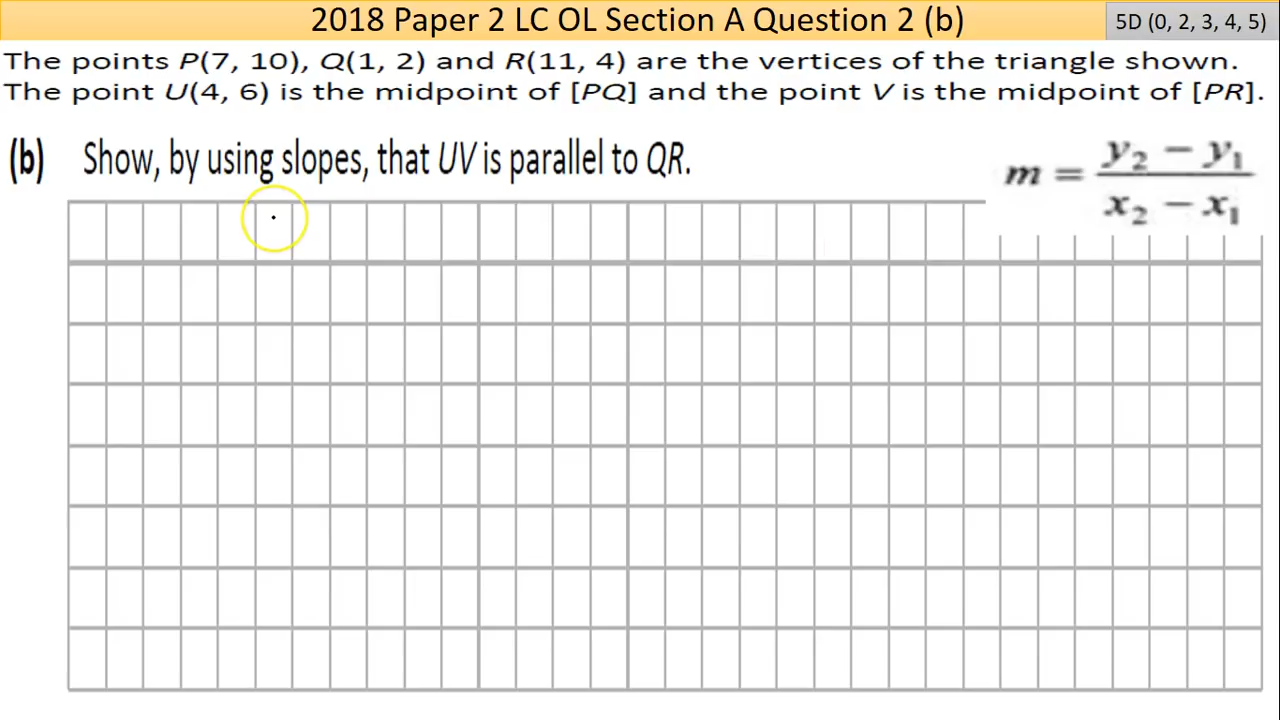 2018 Paper 2 LC OL Section A Question 2 (b)
5D (0, 2, 3, 4, 5)
The points P(7, 10), Q(1, 2) and R(11, 4) are the vertices of the triangle shown.
The point U(4, 6) is the midpoint of [PQ] and the point V is the midpoint of [PR].
(b) Show, by using slopes, that UV is parallel to QR.
m = y₂ − y₁
x₂ − x₁